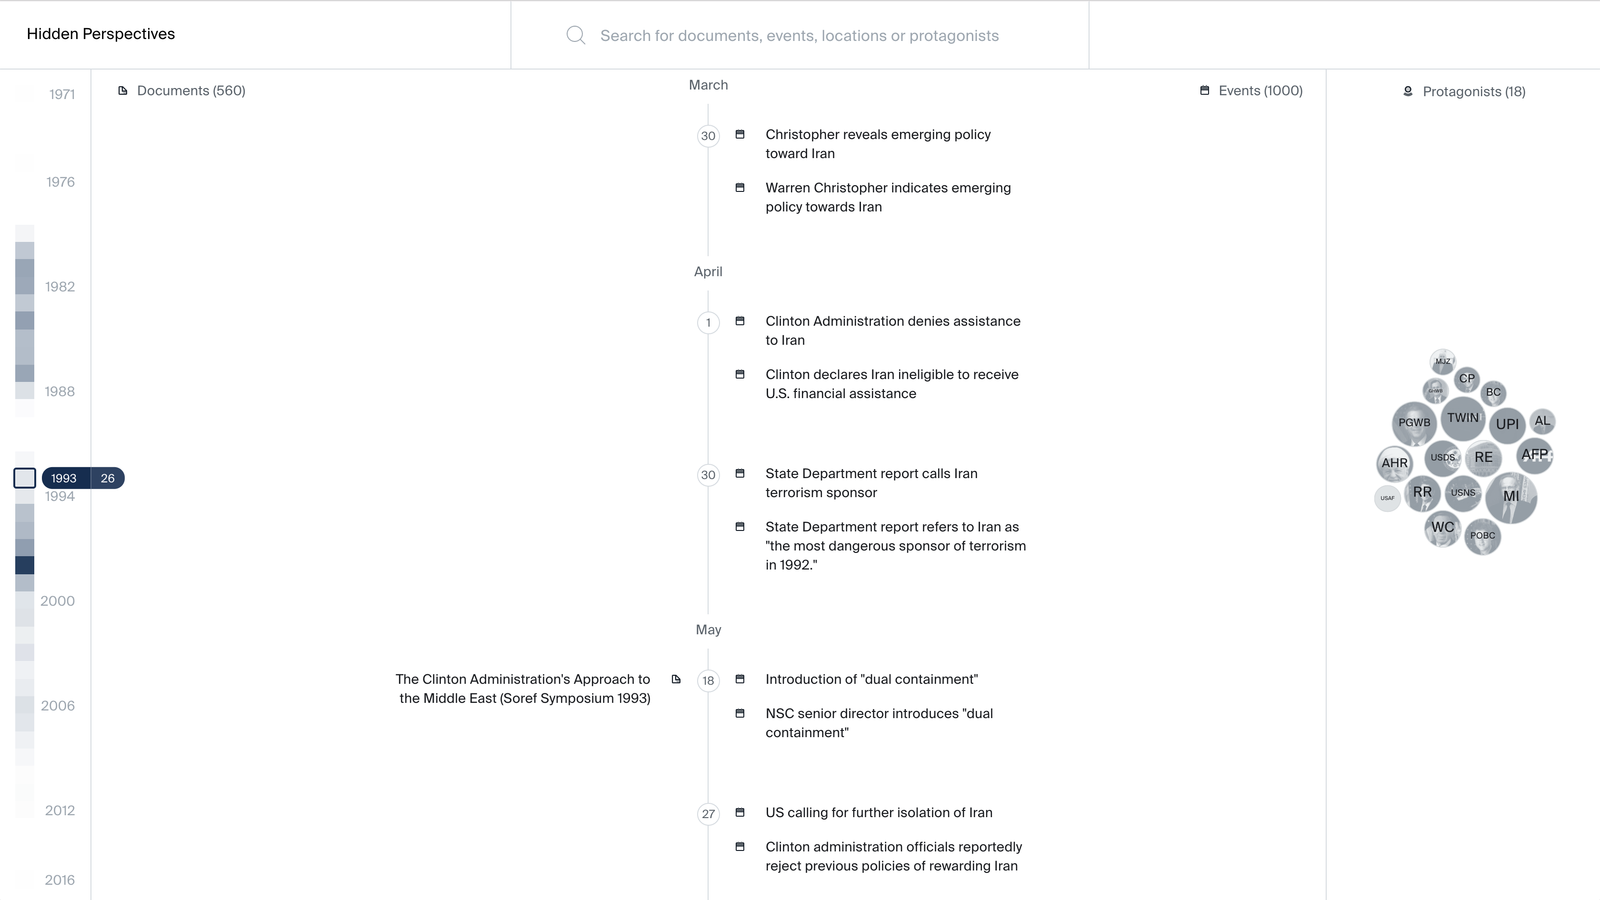 Hidden Perspectives
Search for documents, events, locations or protagonists
Documents (560)
Events (1000)
Protagonists (18)
1971
1976
1982
1988
1993
26
1994
2000
2006
2012
2016
March
30
Christopher reveals emerging policy
toward Iran
Warren Christopher indicates emerging
policy towards Iran
April
1
Clinton Administration denies assistance
to Iran
Clinton declares Iran ineligible to receive
U.S. financial assistance
30
State Department report calls Iran
terrorism sponsor
State Department report refers to Iran as
"the most dangerous sponsor of terrorism
in 1992."
May
The Clinton Administration's Approach to
the Middle East (Soref Symposium 1993)
18
Introduction of "dual containment"
NSC senior director introduces "dual
containment"
27
US calling for further isolation of Iran
Clinton administration officials reportedly
reject previous policies of rewarding Iran
MJZ
CP
BC
PGWB
TWIN
UPI
AL
AHR
USDS
RE
AFP
USAF
RR
USNS
MI
WC
POBC